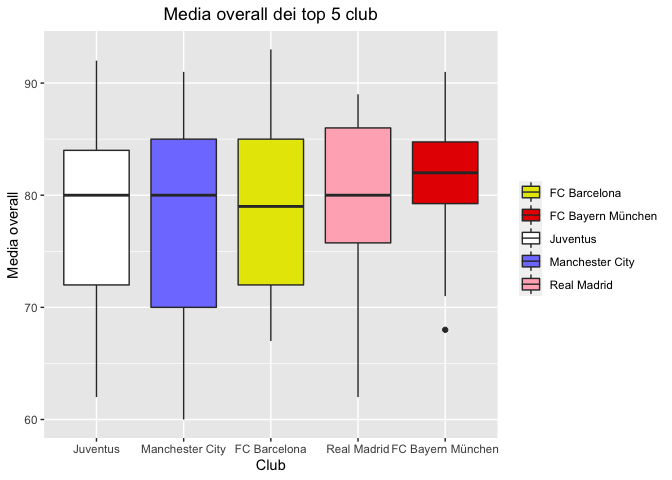 Media overall dei top 5 club
Media overall
90
80
70
60
Juventus
Manchester City
FC Barcelona
Real Madrid
FC Bayern München
Club
FC Barcelona
FC Bayern München
Juventus
Manchester City
Real Madrid